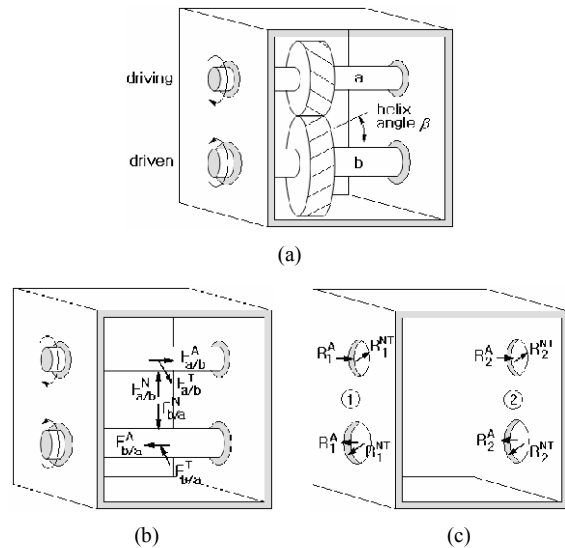 driving
driven
a
b
helix
angle β
(a)
F^A_a/b
F^N_a/b
F^T_a/b
F^N_b/a
F^A_b/a
F^T_b/a
(b)
R^A_1
R^NT_1
R^A_2
R^NT_2
1
2
R^A_1
R^NT_1
R^A_2
R^NT_2
(c)